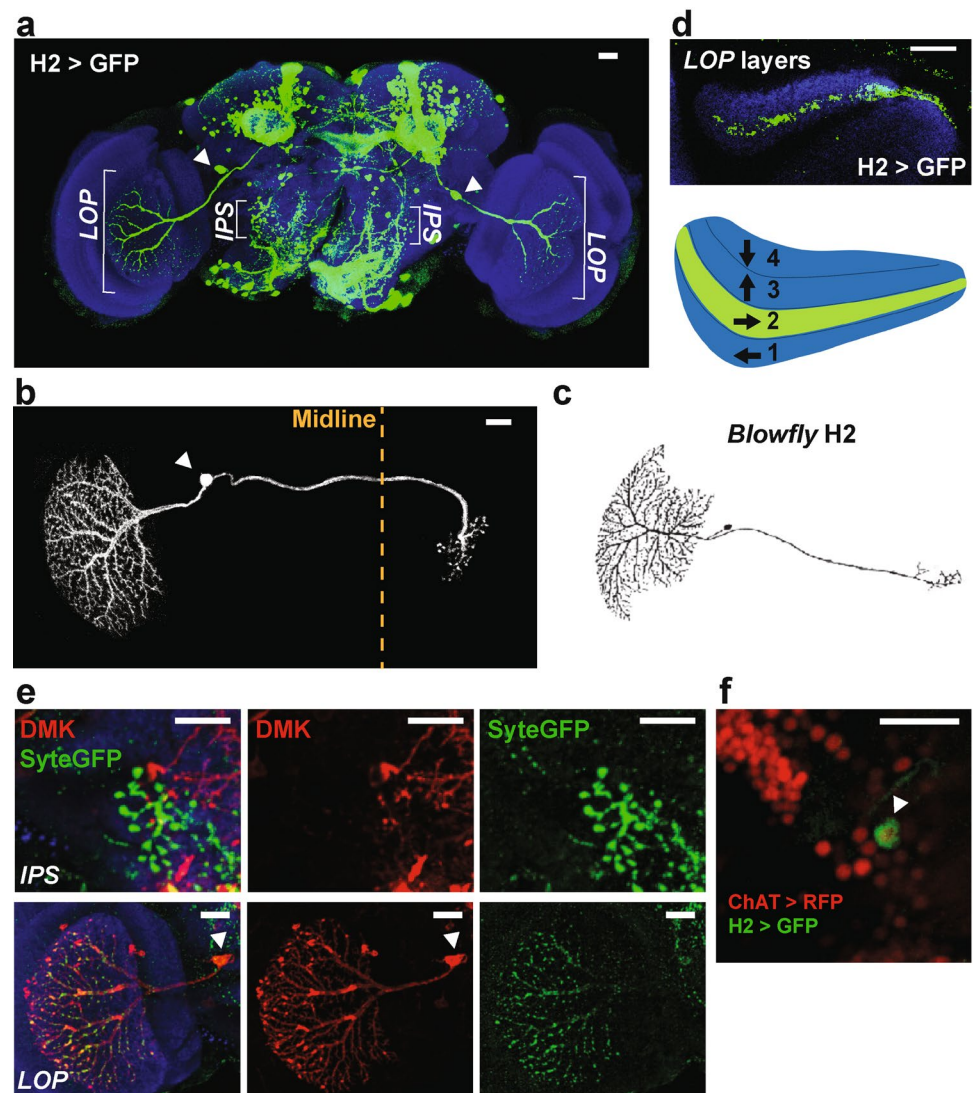 a
H2 > GFP
LOP
IPS
IPS
LOP
d
LOP layers
H2 > GFP
4
3
2
1
b
Midline
c
Blowfly H2
e
DMK
SyteGFP
IPS
DMK
SyteGFP
LOP
f
ChAT > RFP
H2 > GFP